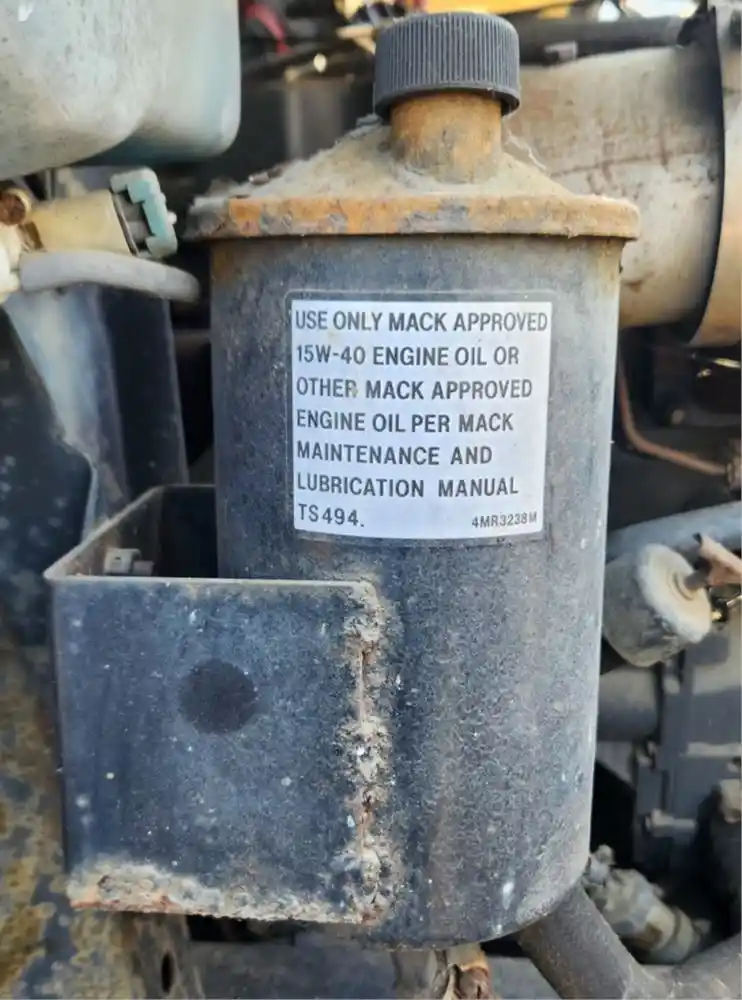 USE ONLY MACK APPROVED
15W-40 ENGINE OIL OR
OTHER MACK APPROVED
ENGINE OIL PER MACK
MAINTENANCE AND
LUBRICATION MANUAL
TS494. 4MR3238M